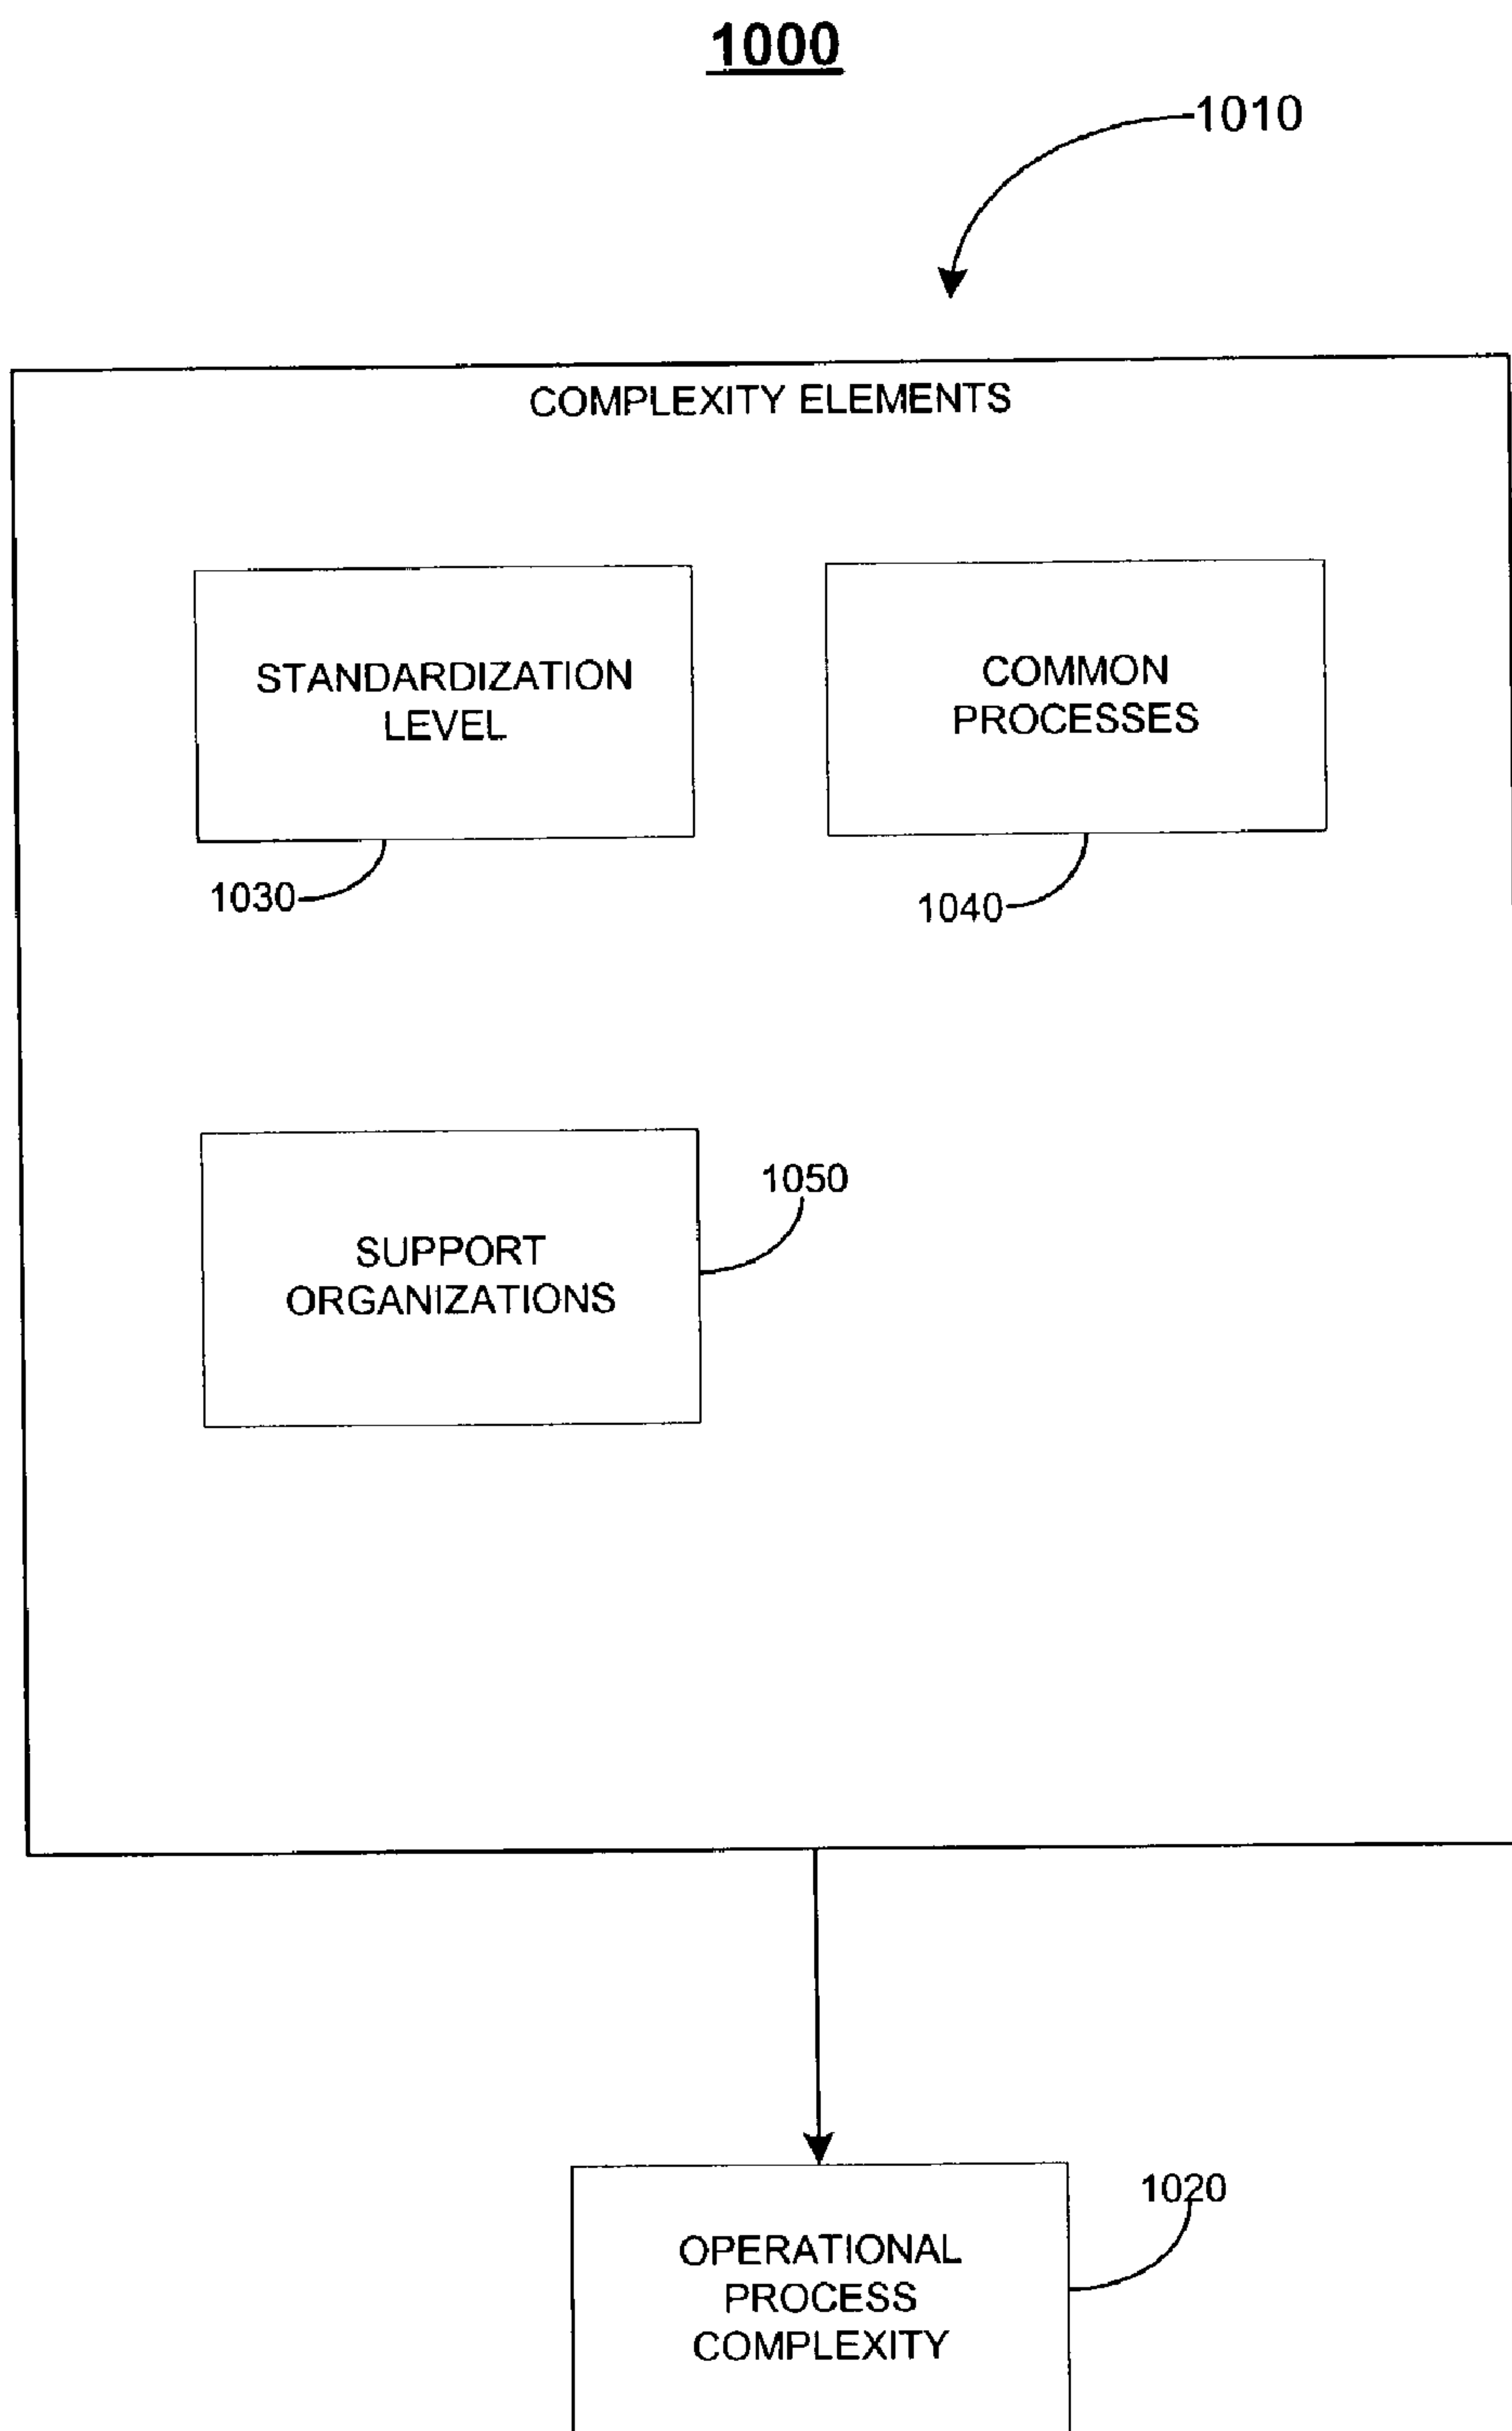 1000
1010
COMPLEXITY ELEMENTS
STANDARDIZATION
LEVEL
COMMON
PROCESSES
1030
1040
SUPPORT
ORGANIZATIONS
1050
1020
OPERATIONAL
PROCESS
COMPLEXITY